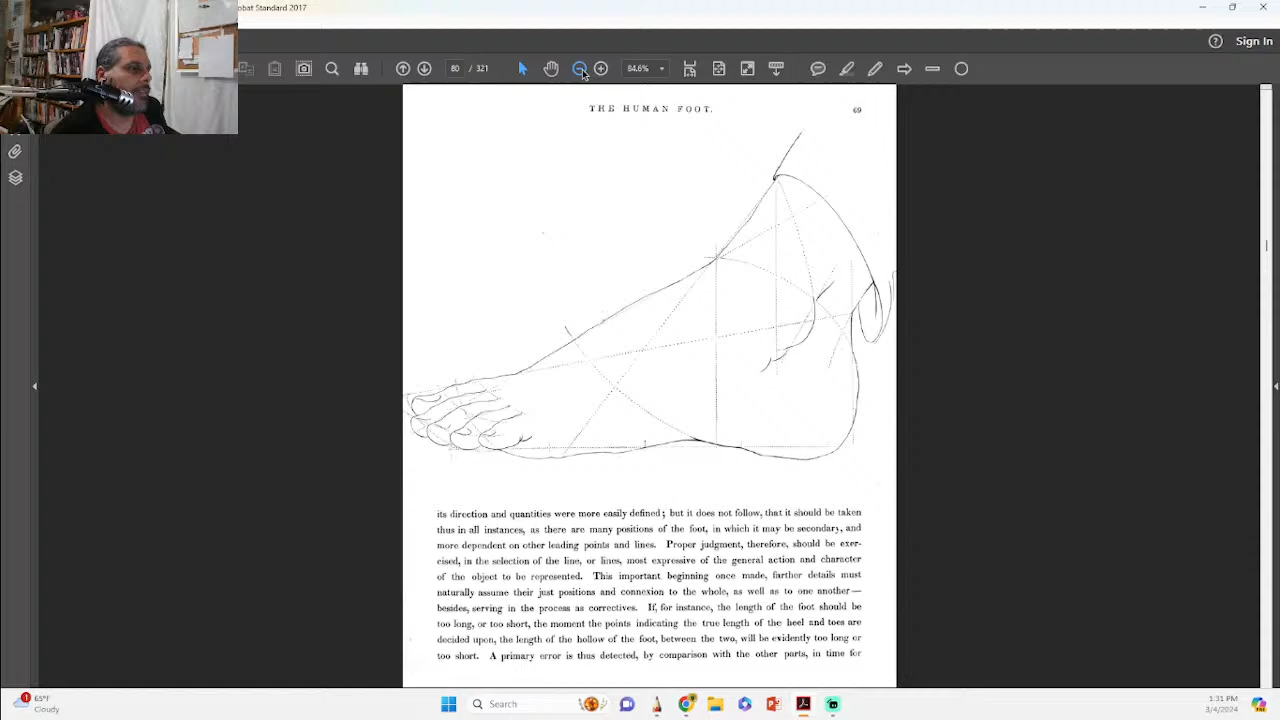 obat Standard 2017
Sign In
80 / 321
84.6%
THE HUMAN FOOT.
69
its direction and quantities were more easily defined; but it does not follow, that it should be taken
thus in all instances, as there are many positions of the foot, in which it may be secondary, and
more dependent on other leading points and lines. Proper judgment, therefore, should be exer-
cised, in the selection of the line, or lines, most expressive of the general action and character
of the object to be represented. This important beginning once made, farther details must
naturally assume their just positions and connexion to the whole, as well as to one another—
besides, serving in the process as correctives. If, for instance, the length of the foot should be
too long, or too short, the moment the points indicating the true length of the heel and toes are
decided upon, the length of the hollow of the foot, between the two, will be evidently too long or
too short. A primary error is thus detected, by comparison with the other parts, in time for
1
65°F
Cloudy
Search
1:31 PM
3/4/2024